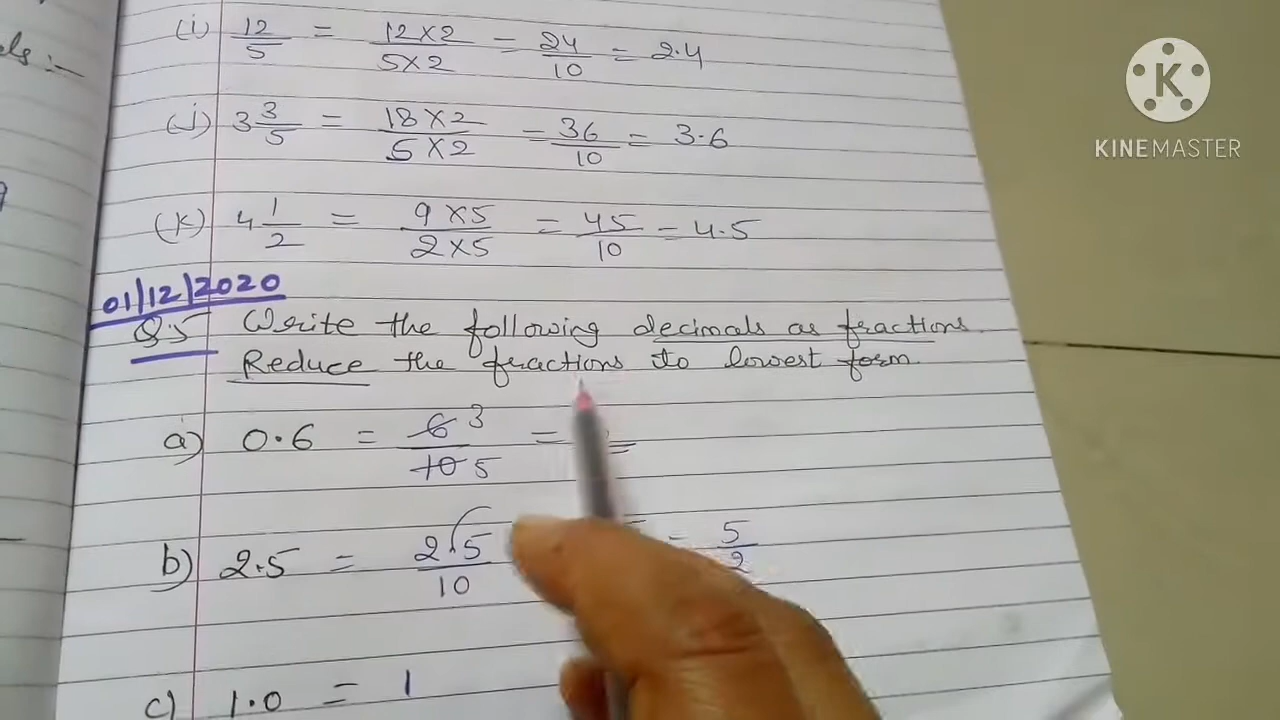 els :-
(i) 12/5 = 12×2/5×2 = 24/10 = 2.4
(j) 3 3/5 = 18×2/5×2 = 36/10 = 3.6
(K) 4 1/2 = 9×5/2×5 = 45/10 = 4.5
01/12/2020
Q.5 Write the following decimals as fractions.
Reduce the fractions to lowest form.
a) 0.6 = 6 3/10 5 =
b) 2.5 = 2.5/10 = 5/2
c) 1.0 = 1
K
KINEMASTER